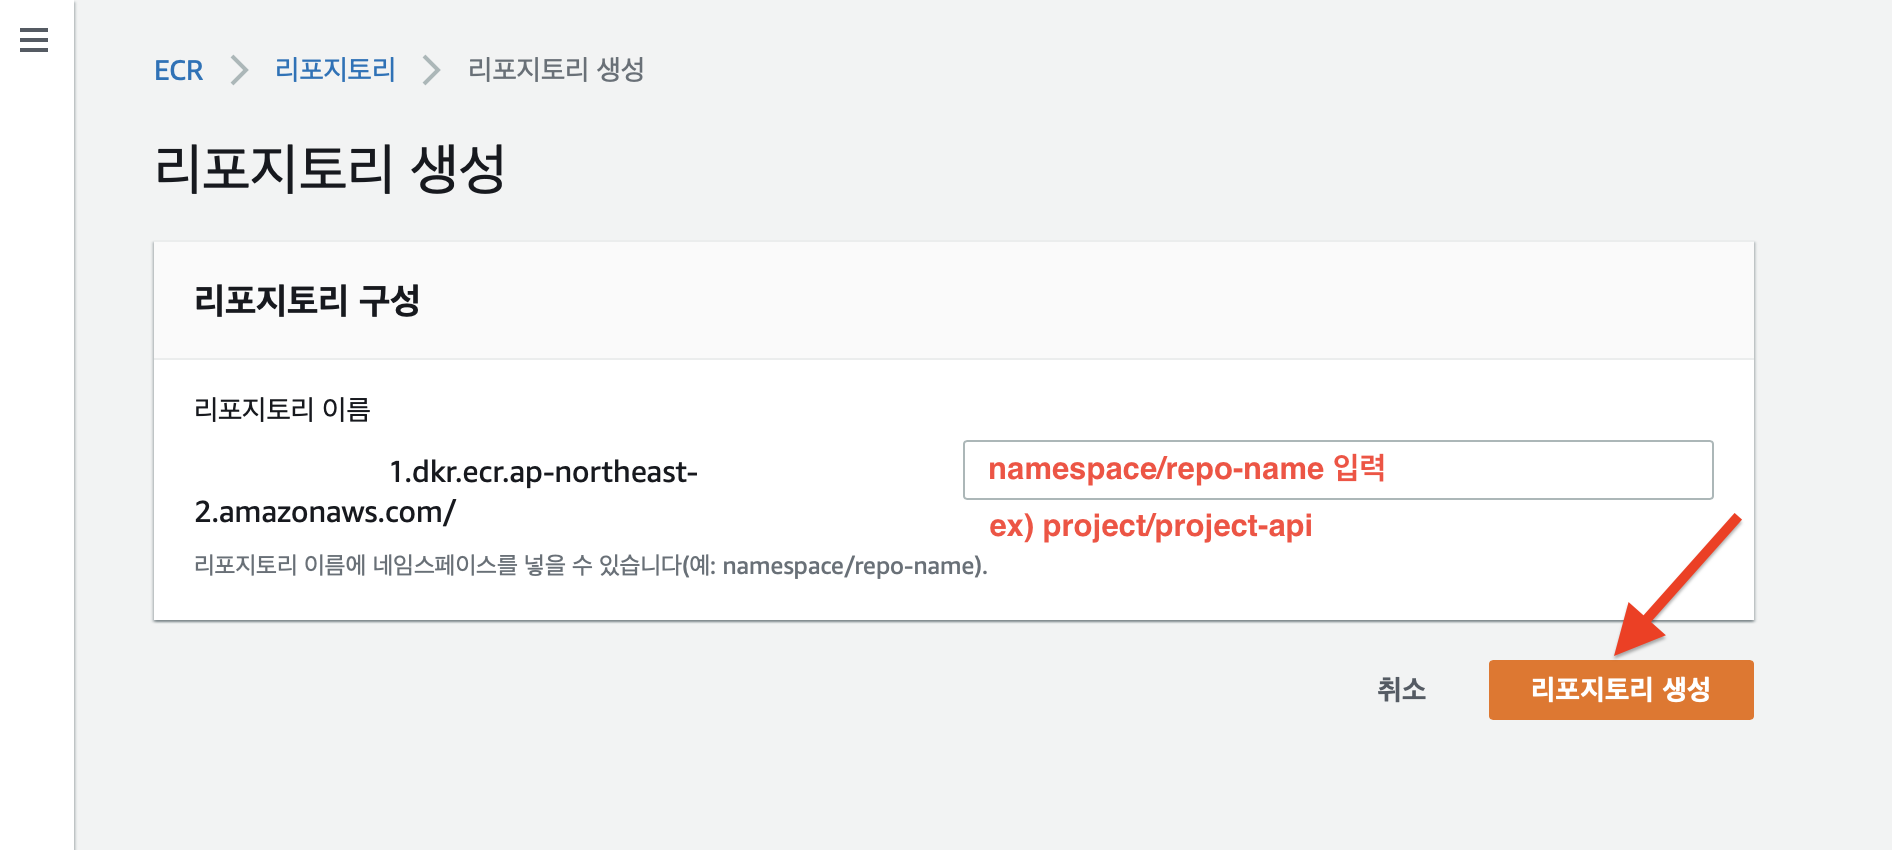 ECR > 리포지토리 > 리포지토리 생성
리포지토리 생성
리포지토리 구성
리포지토리 이름
1.dkr.ecr.ap-northeast-
2.amazonaws.com/
namespace/repo-name 입력
ex) project/project-api
리포지토리 이름에 네임스페이스를 넣을 수 있습니다(예: namespace/repo-name).
취소
리포지토리 생성